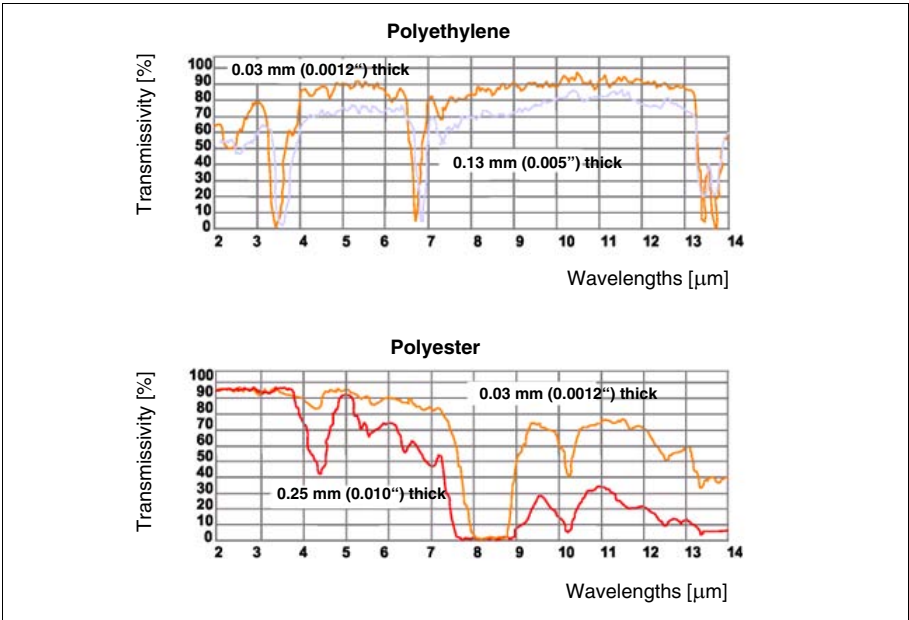 Polyethylene
Transmissivity [%]
100
90
80
70
60
50
40
30
20
10
0
0.03 mm (0.0012“) thick
0.13 mm (0.005”) thick
2 3 4 5 6 7 8 9 10 11 12 13 14
Wavelengths [μm]
Polyester
Transmissivity [%]
100
90
80
70
60
50
40
30
20
10
0
0.03 mm (0.0012“) thick
0.25 mm (0.010“) thick
2 3 4 5 6 7 8 9 10 11 12 13 14
Wavelengths [μm]